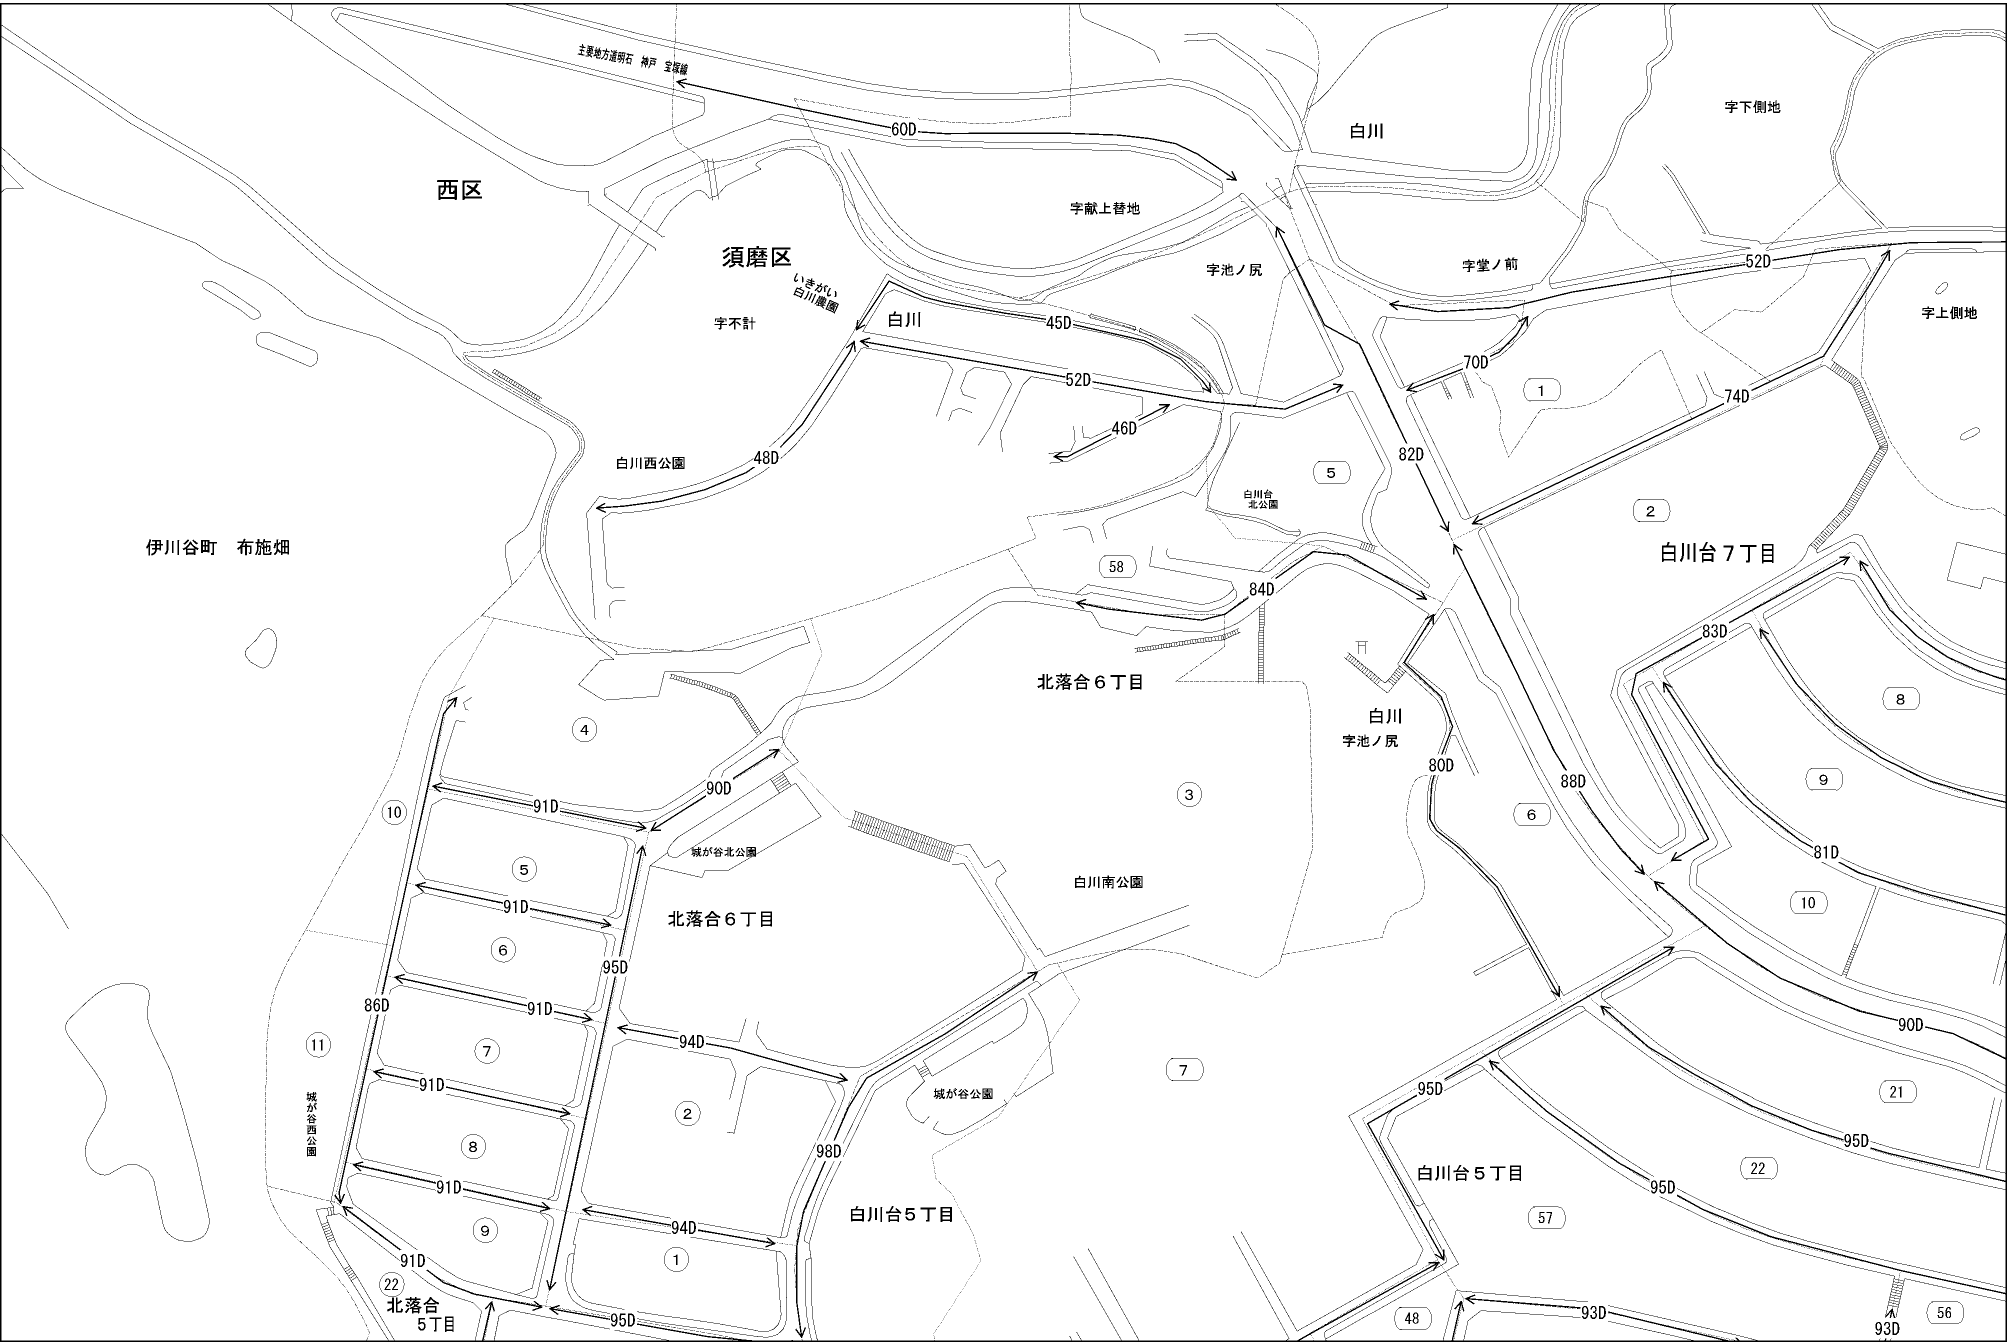 主要地方道明石　神戸　宝塚線
60D
白川
字下側地
西区
字献上替地
須磨区
いきがい
白川農園
字不計
字池ノ尻
字堂ノ前
52D
字上側地
白川
45D
70D
52D
1
74D
46D
48D
白川西公園
82D
5
白川台
北公園
2
伊川谷町　布施畑
白川台７丁目
58
84D
83D
北落合６丁目
8
白川
字池ノ尻
4
80D
9
90D
91D
3
88D
10
6
城が谷北公園
81D
5
白川南公園
91D
10
北落合６丁目
6
95D
86D
91D
90D
11
7
94D
7
91D
95D
城が谷公園
21
2
城が谷西公園
8
98D
95D
22
白川台５丁目
91D
95D
白川台５丁目
57
9
94D
91D
1
22
北落合
５丁目
95D
48
93D
56
93D